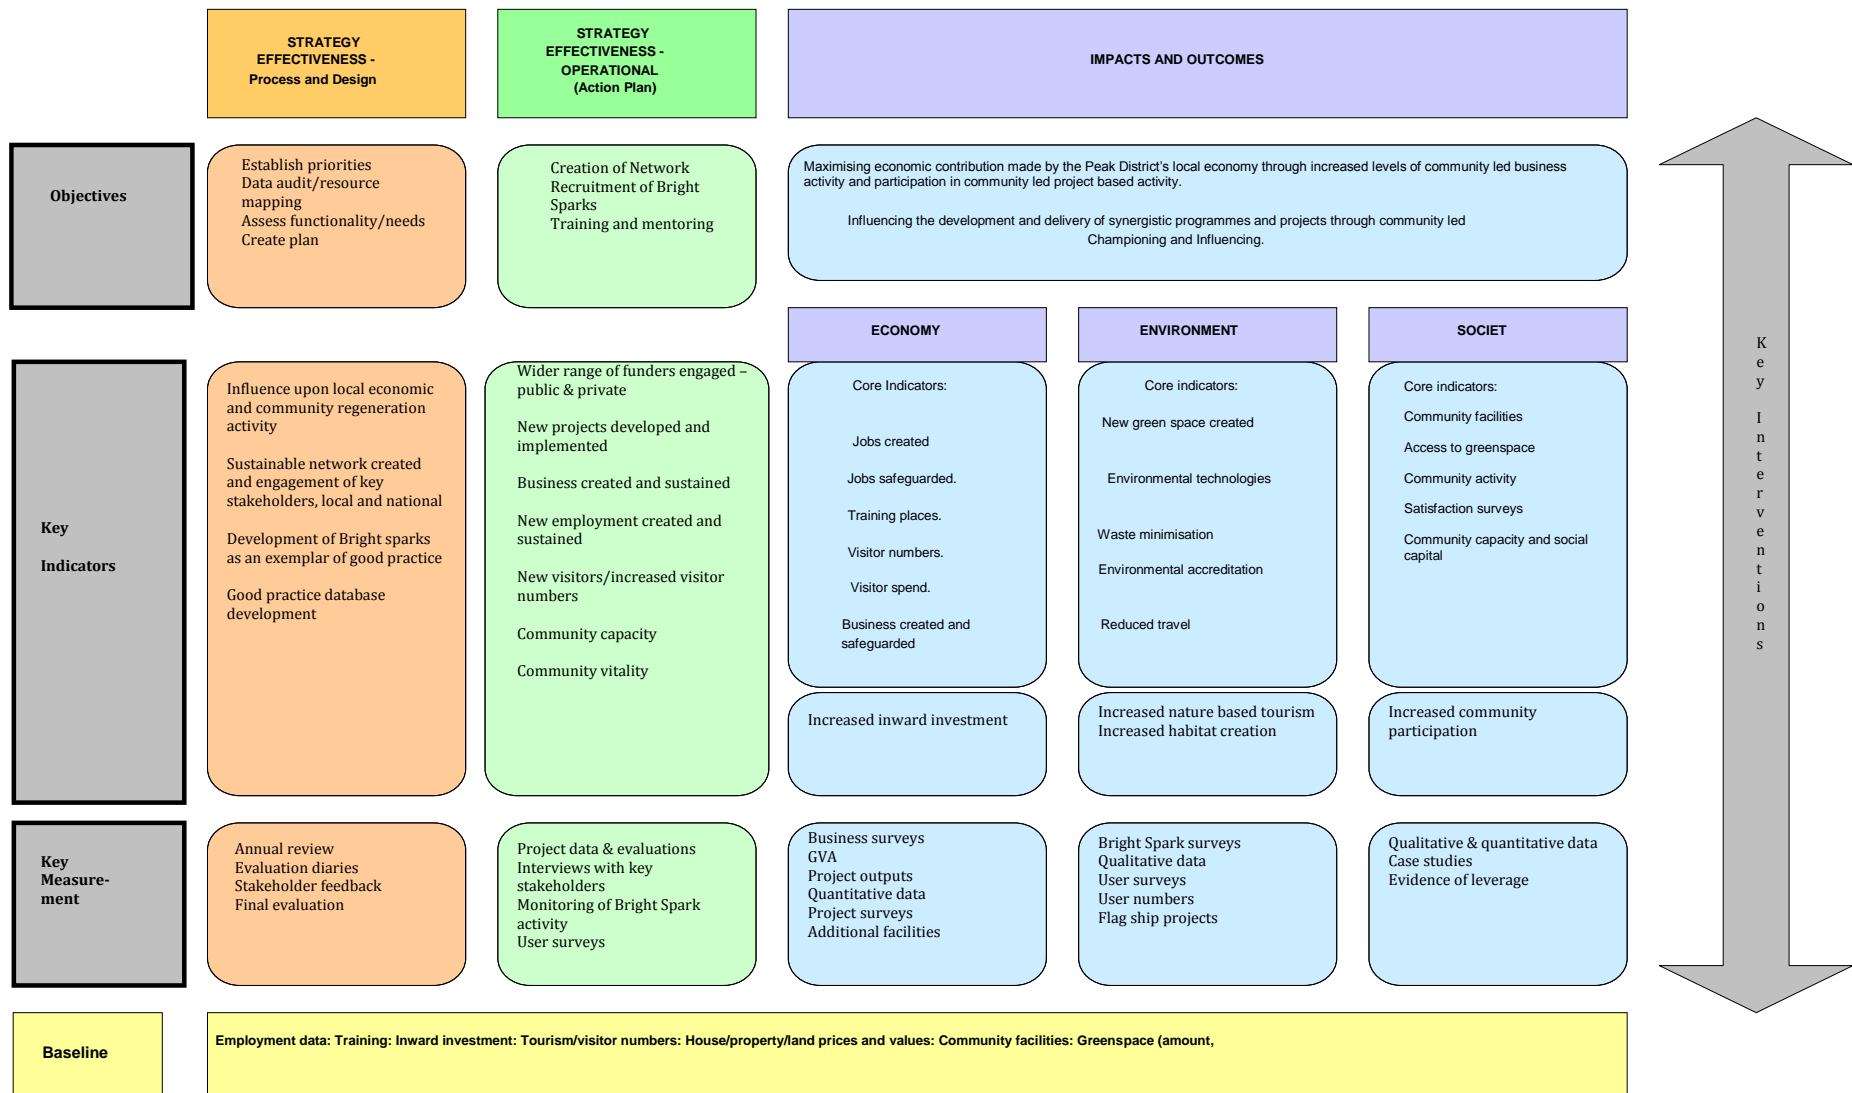 STRATEGY
EFFECTIVENESS -
Process and Design
STRATEGY
EFFECTIVENESS -
OPERATIONAL
(Action Plan)
IMPACTS AND OUTCOMES
Objectives
Establish priorities
Data audit/resource
mapping
Assess functionality/needs
Create plan
Creation of Network
Recruitment of Bright
Sparks
Training and mentoring
Maximising economic contribution made by the Peak District's local economy through increased levels of community led business
activity and participation in community led project based activity.
Influencing the development and delivery of synergistic programmes and projects through community led
Championing and Influencing.
ECONOMY
ENVIRONMENT
SOCIET
Key
Indicators
Influence upon local economic
and community regeneration
activity
Sustainable network created
and engagement of key
stakeholders, local and national
Development of Bright sparks
as an exemplar of good practice
Good practice database
development
Wider range of funders engaged –
public & private
New projects developed and
implemented
Business created and sustained
New employment created and
sustained
New visitors/increased visitor
numbers
Community capacity
Community vitality
Core Indicators:
Jobs created
Jobs safeguarded.
Training places.
Visitor numbers.
Visitor spend.
Business created and
safeguarded
Core indicators:
New green space created
Environmental technologies
Waste minimisation
Environmental accreditation
Reduced travel
Core indicators:
Community facilities
Access to greenspace
Community activity
Satisfaction surveys
Community capacity and social
capital
Increased inward investment
Increased nature based tourism
Increased habitat creation
Increased community
participation
Key
Measure-
ment
Annual review
Evaluation diaries
Stakeholder feedback
Final evaluation
Project data & evaluations
Interviews with key
stakeholders
Monitoring of Bright Spark
activity
User surveys
Business surveys
GVA
Project outputs
Quantitative data
Project surveys
Additional facilities
Bright Spark surveys
Qualitative data
User surveys
User numbers
Flag ship projects
Qualitative & quantitative data
Case studies
Evidence of leverage
Key Interventions
Baseline
Employment data: Training: Inward investment: Tourism/visitor numbers: House/property/land prices and values: Community facilities: Greenspace (amount,